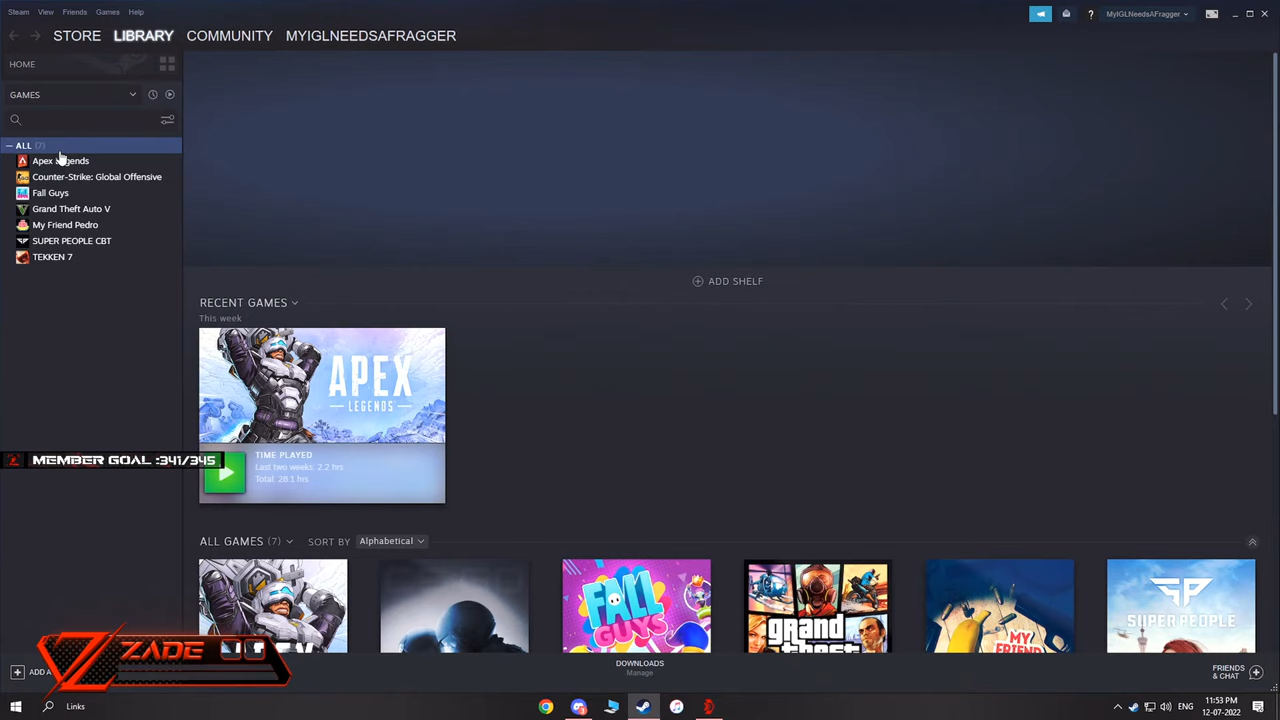 Steam View Friends Games Help
MyIGLNeedsAFragger
STORE LIBRARY COMMUNITY MYIGLNEEDSAFRAGGER
HOME
GAMES
ALL (7)
Apex Legends
Counter-Strike: Global Offensive
Fall Guys
Grand Theft Auto V
My Friend Pedro
SUPER PEOPLE CBT
TEKKEN 7
ADD SHELF
RECENT GAMES
This week
APEX
LEGENDS
TIME PLAYED
Last two weeks: 2.2 hrs
Total: 28.1 hrs
MEMBER GOAL :341/345
ALL GAMES (7) SORT BY Alphabetical
FALL
GUYS
grand
theft
MY
FRIEND
SP
SUPER PEOPLE
ZADE
ADD A
DOWNLOADS
Manage
FRIENDS
& CHAT
Links
ENG
11:53 PM
12-07-2022